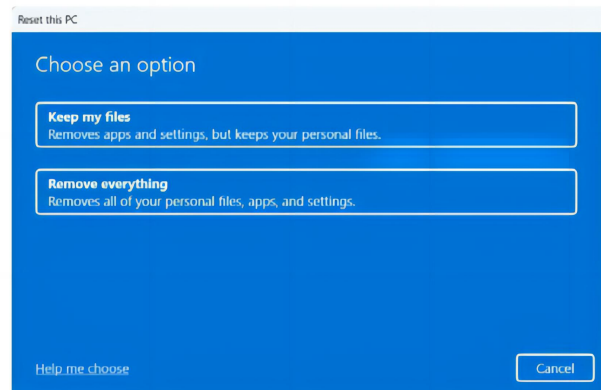 Reset this PC
Choose an option
Keep my files
Removes apps and settings, but keeps your personal files.
Remove everything
Removes all of your personal files, apps, and settings.
Help me choose
Cancel